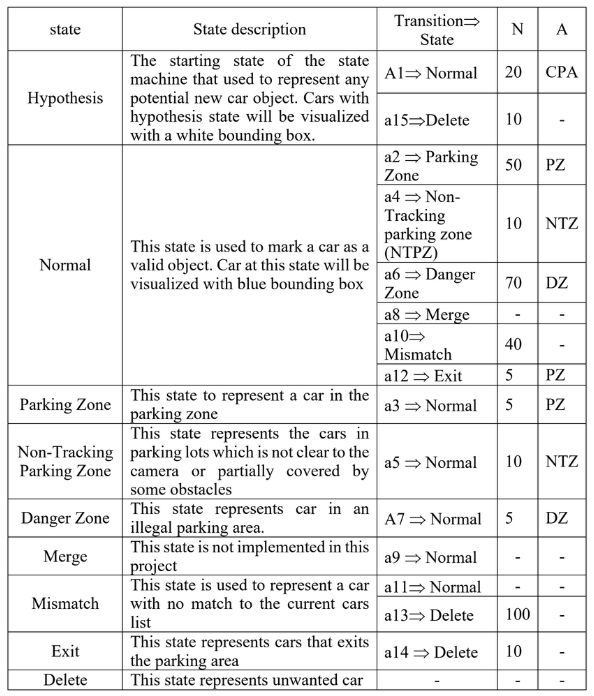 state State description Transition⇒ State N A
Hypothesis
The starting state of the state
machine that used to represent any
potential new car object. Cars with
hypothesis state will be visualized
with a white bounding box.
A1⇒ Normal 20 CPA
a15⇒Delete 10 -
Normal
This state is used to mark a car as a
valid object. Car at this state will be
visualized with blue bounding box
a2 ⇒ Parking
Zone
50 PZ
a4 ⇒ Non-
Tracking
parking zone
(NTPZ)
10 NTZ
a6 ⇒ Danger
Zone
70 DZ
a8 ⇒ Merge - -
a10⇒
Mismatch
40 -
a12 ⇒ Exit 5 PZ
Parking Zone
This state to represent a car in the
parking zone
a3 ⇒ Normal 5 PZ
Non-Tracking
Parking Zone
This state represents the cars in
parking lots which is not clear to the
camera or partially covered by
some obstacles
a5 ⇒ Normal 10 NTZ
Danger Zone
This state represents car in an
illegal parking area.
A7⇒ Normal 5 DZ
Merge
This state is not implemented in this
project
a9 ⇒ Normal - -
Mismatch
This state is used to represent a car
with no match to the current cars
list
a11⇒ Normal - -
a13⇒ Delete 100 -
Exit
This state represents cars that exits
the parking area
a14 ⇒ Delete 10 -
Delete This state represents unwanted car - - -